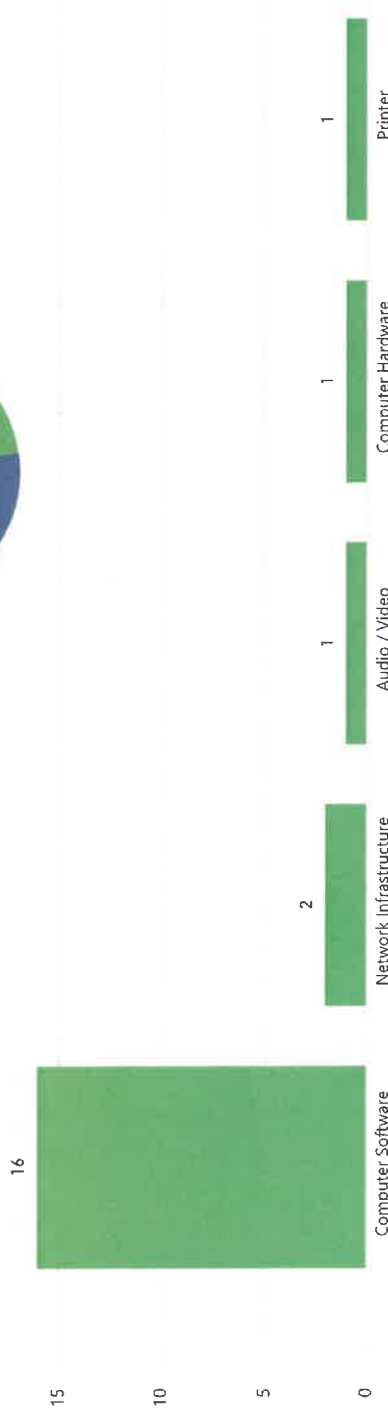 15
10
5
0
16
2
1
1
1
Computer Software
Network Infrastructure
Audio / Video
Computer Hardware
Printer